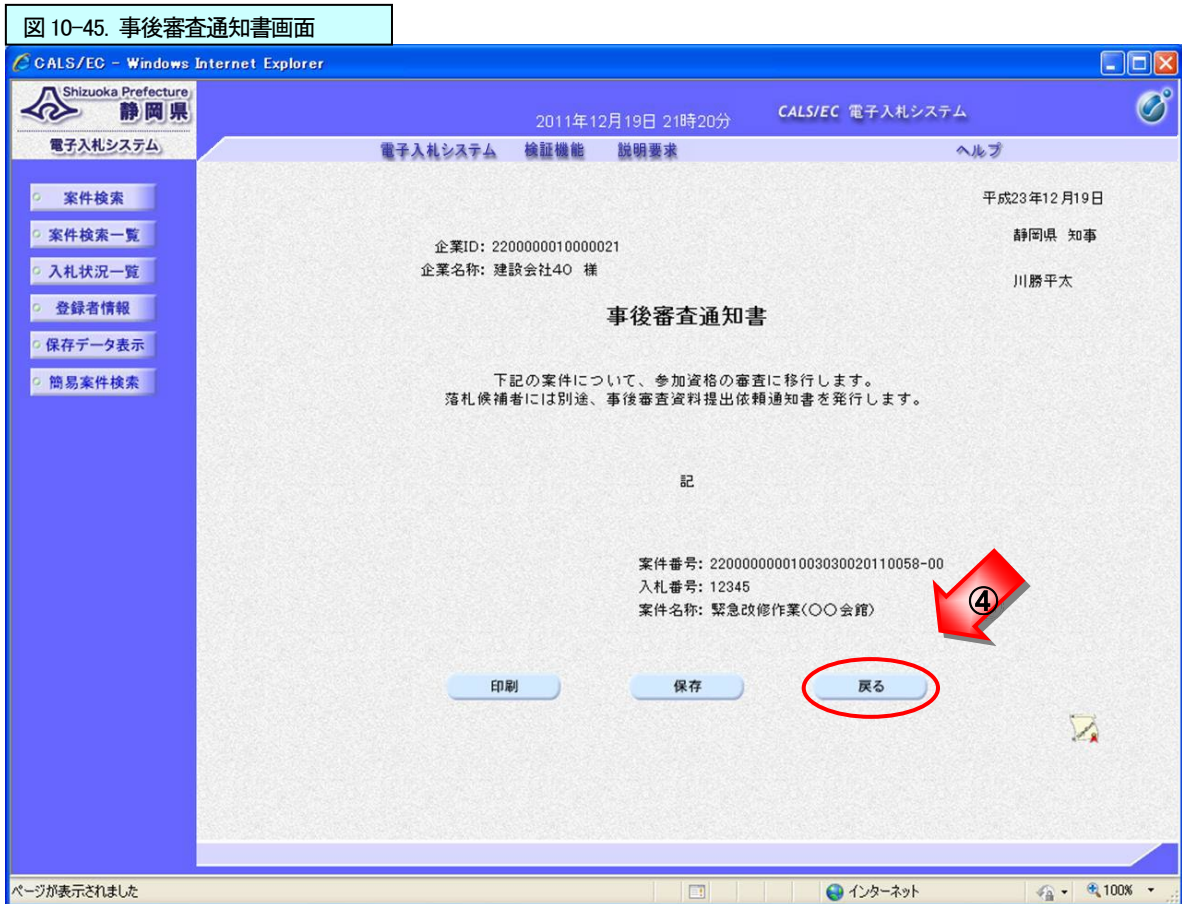 図 10-45. 事後審査通知書画面
CALS/EC - Windows Internet Explorer
Shizuoka Prefecture
静岡県
電子入札システム
2011年12月19日 21時20分
CALS/EC 電子入札システム
電子入札システム 検証機能 説明要求 ヘルプ
案件検索
案件検索一覧
入札状況一覧
登録者情報
保存データ表示
簡易案件検索
平成23年12月19日
静岡県 知事
企業ID: 2200000010000021
企業名称: 建設会社40 様
川勝平太
事後審査通知書
下記の案件について、参加資格の審査に移行します。
落札候補者には別途、事後審査資料提出依頼通知書を発行します。
記
案件番号: 22000000001003030020110058-00
入札番号: 12345
案件名称: 緊急改修作業(〇〇会館)
④
印刷 保存 戻る
ページが表示されました インターネット 100%